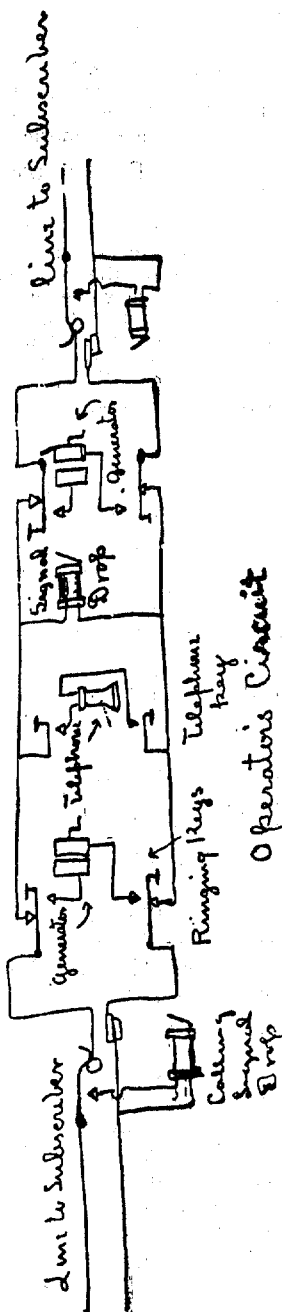 Line to Subscriber
Generator
Telephone
Signal
Drop
Generator
line to Subscriber
Calling
Signal
Drop
Ringing Keys
Telephone
Key
Operators Circuit